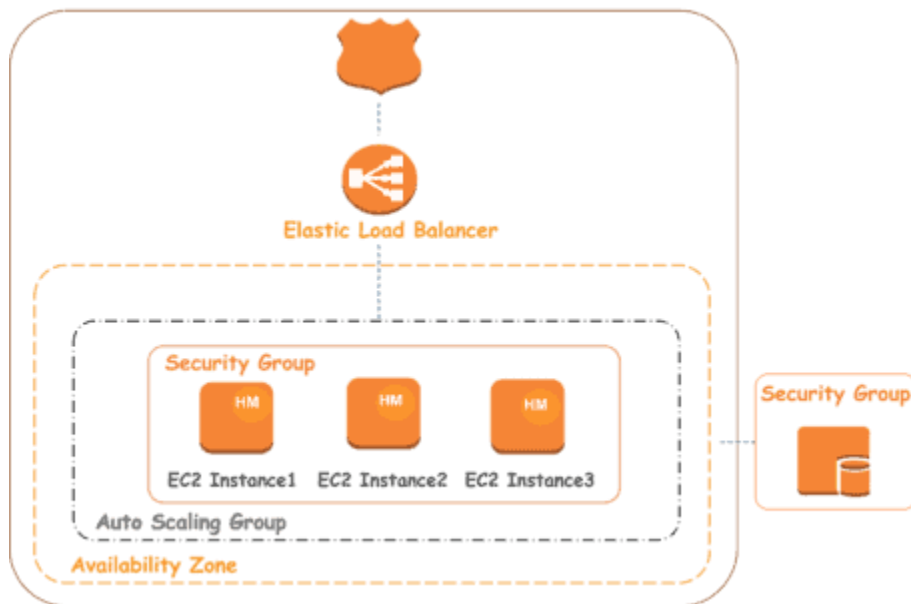 Elastic Load Balancer
Security Group
HM
HM
HM
EC2 Instance1
EC2 Instance2
EC2 Instance3
Auto Scaling Group
Availability Zone
Security Group